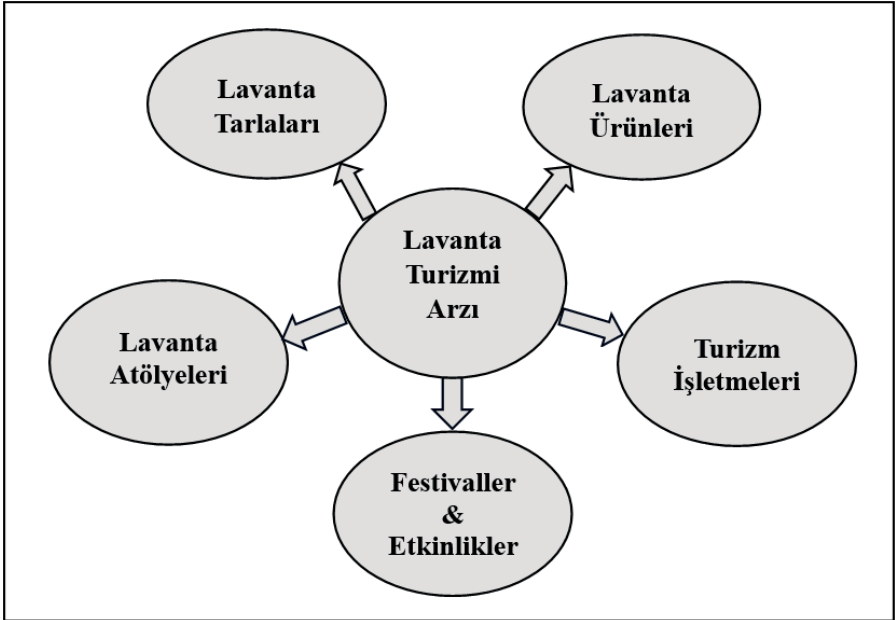 Lavanta
Tarlaları
Lavanta
Ürünleri
Lavanta
Turizmi
Arzı
Lavanta
Atölyeleri
Turizm
İşletmeleri
Festivaller
&
Etkinlikler